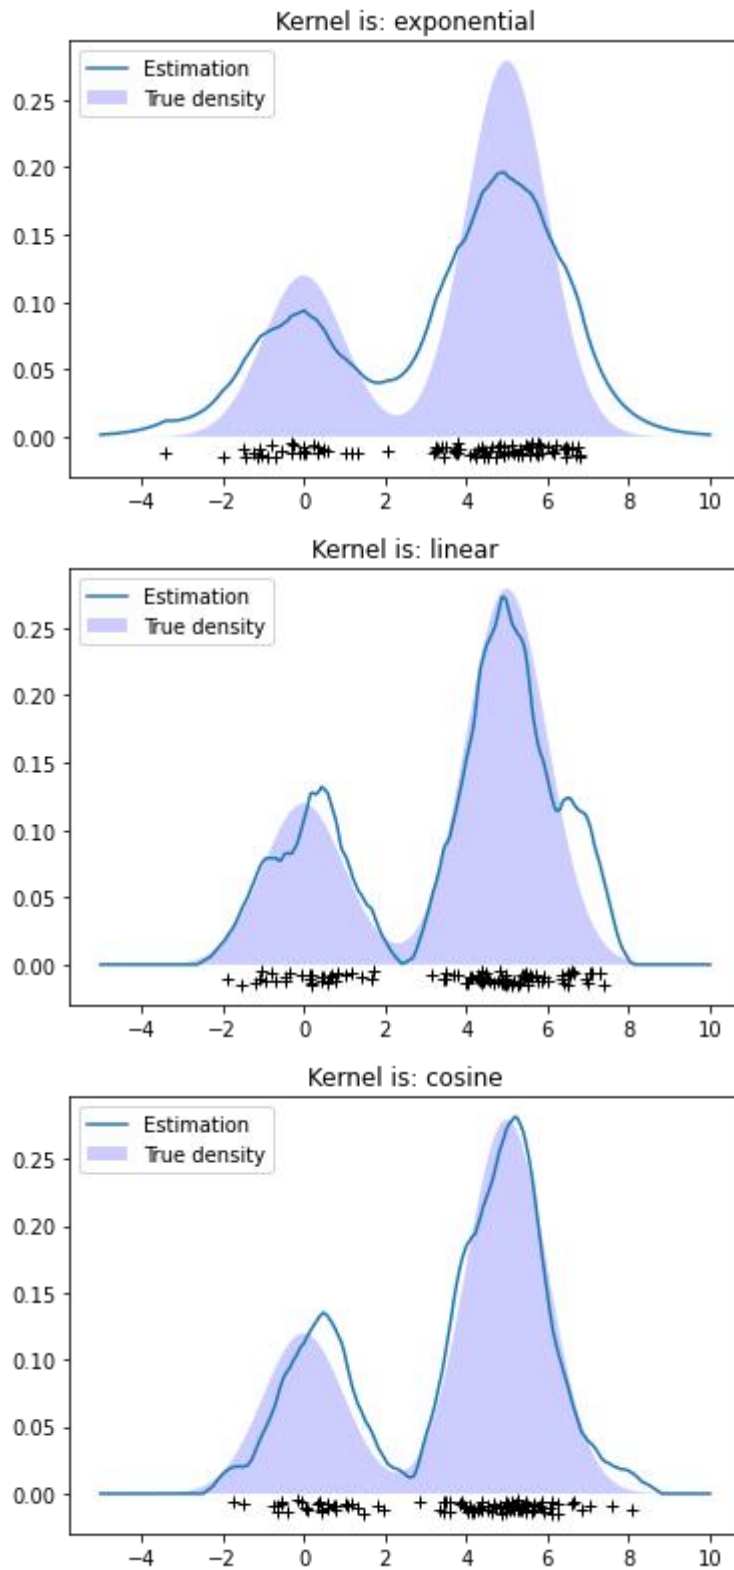 Kernel is: exponential
Estimation
True density
0.25
0.20
0.15
0.10
0.05
0.00
−4 −2 0 2 4 6 8 10
Kernel is: linear
Estimation
True density
0.25
0.20
0.15
0.10
0.05
0.00
−4 −2 0 2 4 6 8 10
Kernel is: cosine
Estimation
True density
0.25
0.20
0.15
0.10
0.05
0.00
−4 −2 0 2 4 6 8 10